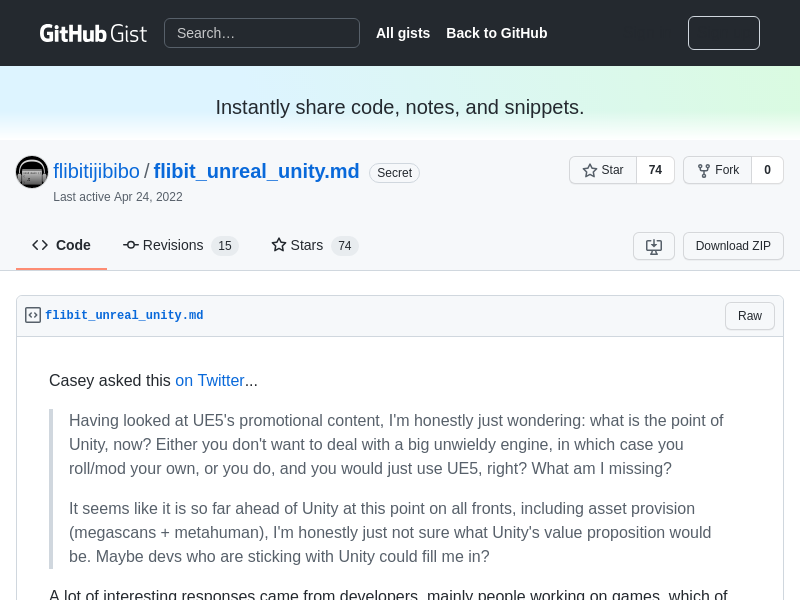 GitHub Gist Search… All gists Back to GitHub
Instantly share code, notes, and snippets.
flibitijibibo / flibit_unreal_unity.md Secret
Star 74 Fork 0
Last active Apr 24, 2022
Code Revisions 15 Stars 74 Download ZIP
flibit_unreal_unity.md Raw
Casey asked this on Twitter...
Having looked at UE5's promotional content, I'm honestly just wondering: what is the point of
Unity, now? Either you don't want to deal with a big unwieldy engine, in which case you
roll/mod your own, or you do, and you would just use UE5, right? What am I missing?
It seems like it is so far ahead of Unity at this point on all fronts, including asset provision
(megascans + metahuman), I'm honestly just not sure what Unity's value proposition would
be. Maybe devs who are sticking with Unity could fill me in?
A lot of interesting responses came from developers, mainly people working on games, which of